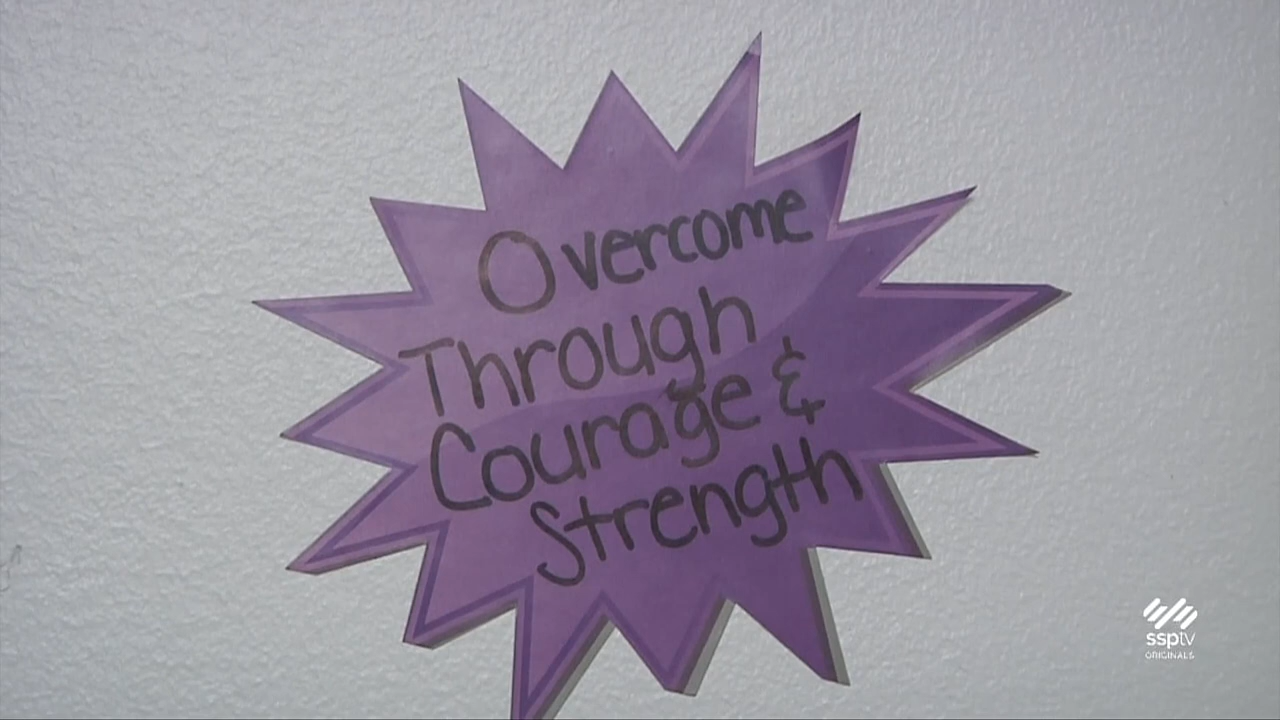 Overcome
Through
Courage &
Strength
ssptv
ORIGINALS